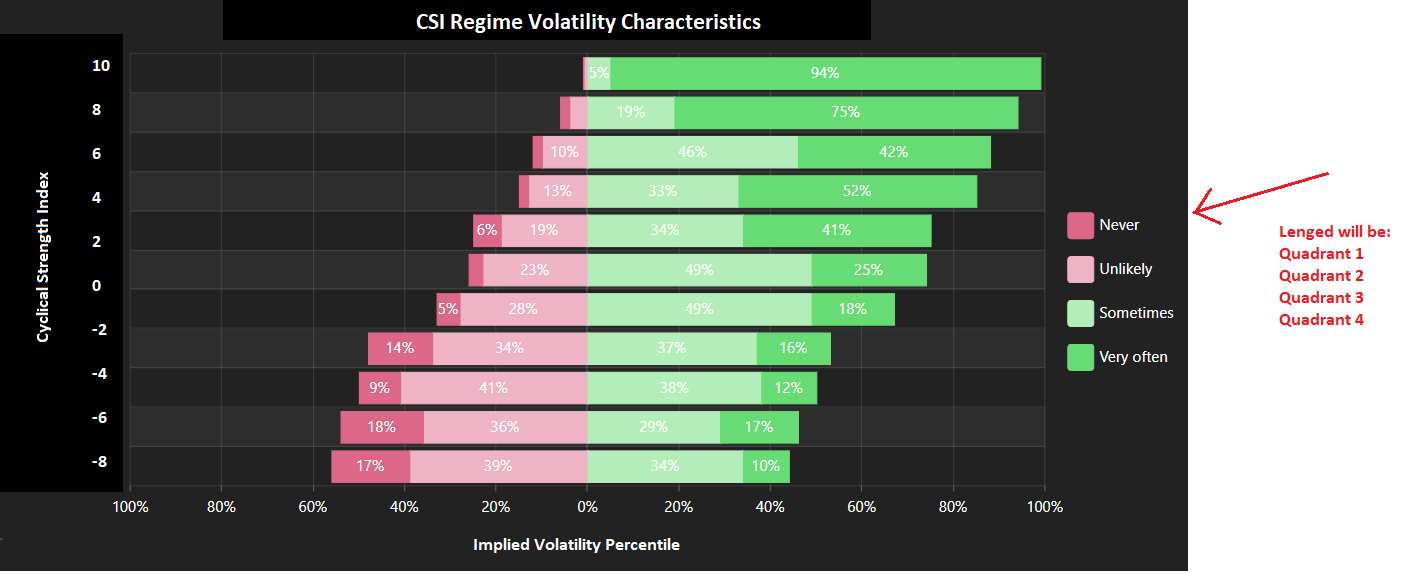 CSI Regime Volatility Characteristics
10
5% 94%
8
19% 75%
6
10% 46% 42%
4
13% 33% 52%
2
6% 19% 34% 41%
0
23% 49% 25%
-2
5% 28% 49% 18%
-4
14% 34% 37% 16%
-6
9% 41% 38% 12%
-8
18% 36% 29% 17%
17% 39% 34% 10%
Cyclical Strength Index
100% 80% 60% 40% 20% 0% 20% 40% 60% 80% 100%
Implied Volatility Percentile
Never
Unlikely
Sometimes
Very often
Lenged will be:
Quadrant 1
Quadrant 2
Quadrant 3
Quadrant 4